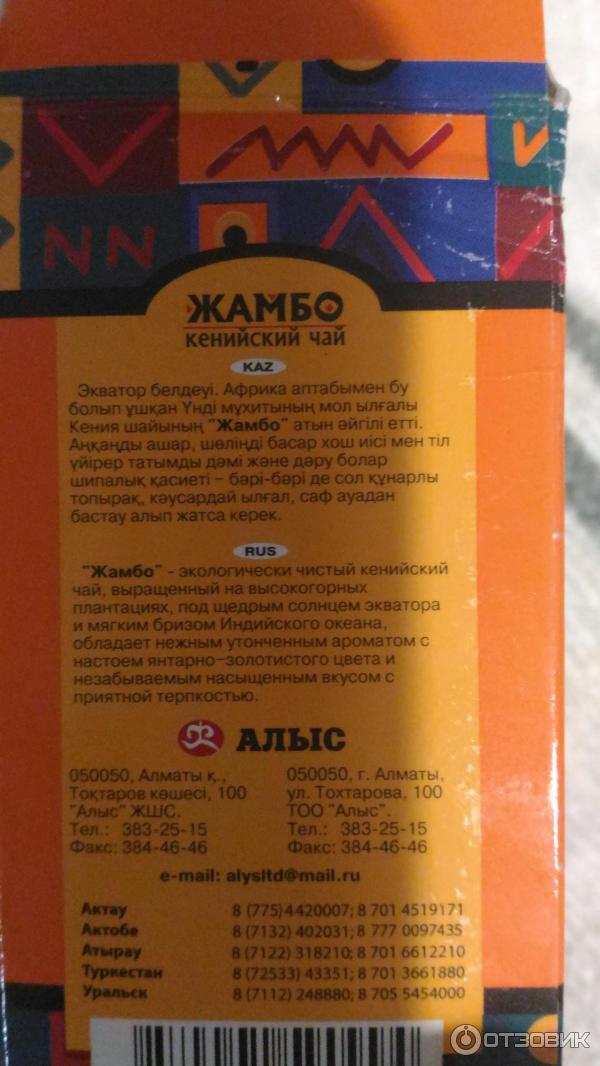 ЖАМБО
КЕНИЙСКИЙ ЧАЙ
KAZ
Экватор белдеуі. Африка аптабымен бу
болып ұшқан Үнді мұхитының мол ылғалы
Кения шайының "Жамбо" атын әйгілі етті.
Аңқаңды ашар, шөліңді басар хош иісі мен тіл
үйірер татымды дәмі және дәру болар
шипалық қасиеті – бәрі-бәрі де сол құнарлы
топырақ, кәусардай ылғал, саф ауадан
бастау алып жатса керек.
RUS
"Жамбо" - экологически чистый кенийский
чай, выращенный на высокогорных
плантациях, под щедрым солнцем экватора
и мягким бризом Индийского океана,
обладает нежным утонченным ароматом с
настоем янтарно-золотистого цвета и
незабываемым насыщенным вкусом с
приятной терпкостью.
АЛЫС
050050, Алматы қ.,
Тоқтаров көшесі, 100
"Алыс" ЖШС.
Тел.: 383-25-15
Факс: 384-46-46
050050, г. Алматы,
ул. Тохтарова, 100
ТОО "Алыс".
Тел.: 383-25-15
Факс: 384-46-46
e-mail: alysltd@mail.ru
Актау 8 (775) 4420007; 8 701 4519171
Актобе 8 (7132) 402031; 8 777 0097435
Атырау 8 (7122) 318210; 8 701 6612210
Туркестан 8 (72533) 43351; 8 701 3661880
Уральск 8 (7112) 248880; 8 705 5454000
ОТЗОВИК